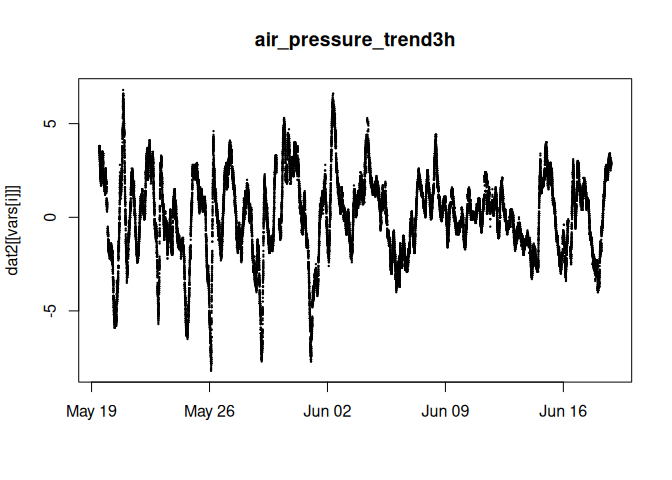 air_pressure_trend3h
dat2[[vars[i]]]
5
0
-5
May 19
May 26
Jun 02
Jun 09
Jun 16